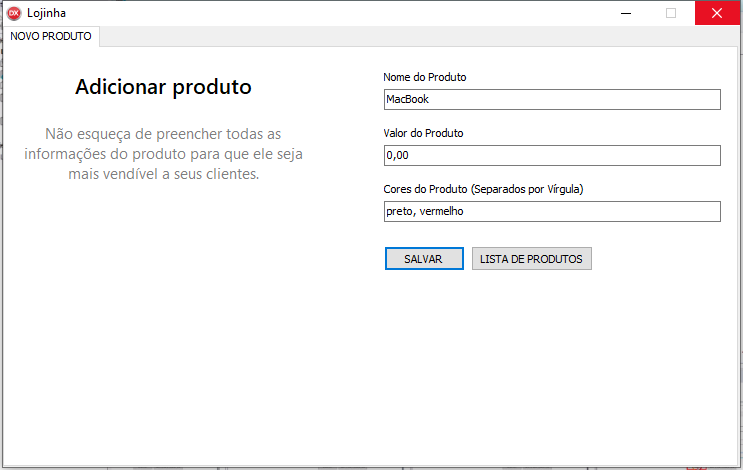 DX Lojinha
NOVO PRODUTO
Adicionar produto
Não esqueça de preencher todas as
informações do produto para que ele seja
mais vendível a seus clientes.
Nome do Produto
MacBook
Valor do Produto
0,00
Cores do Produto (Separados por Vírgula)
preto, vermelho
SALVAR LISTA DE PRODUTOS